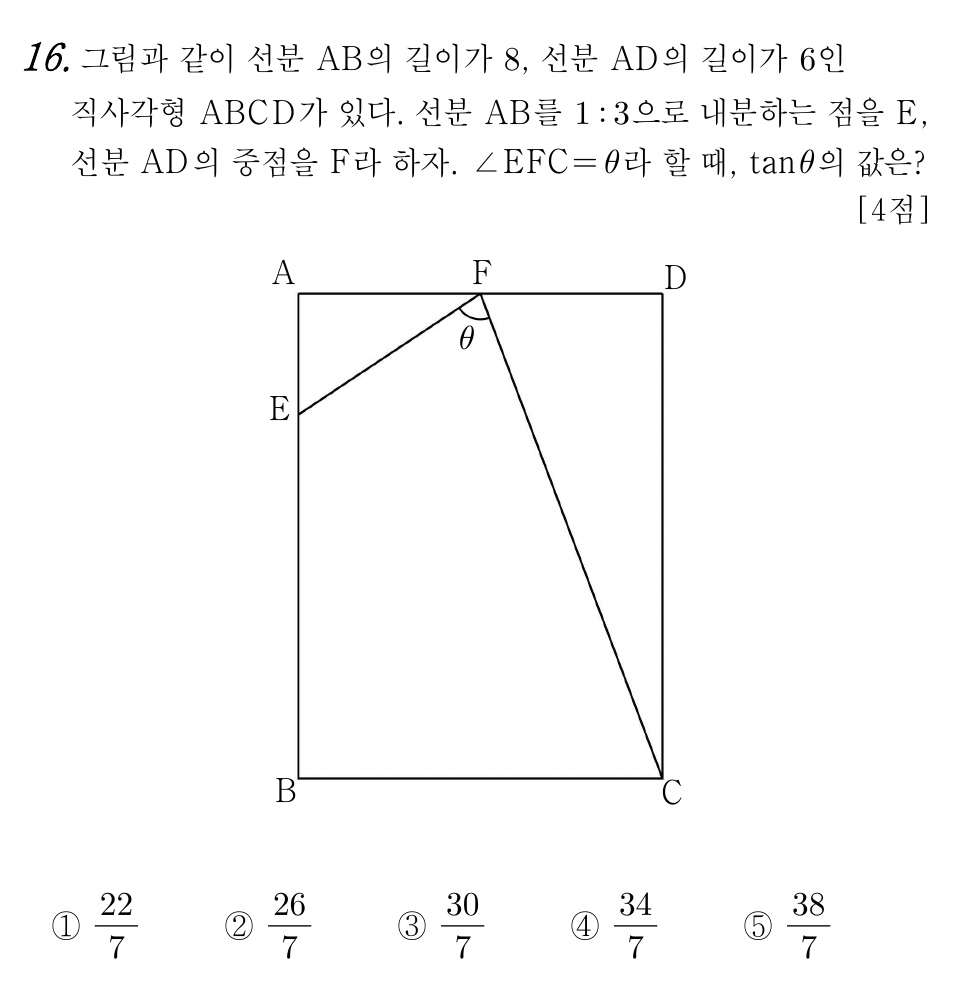 16. 그림과 같이 선분 AB의 길이가 8, 선분 AD의 길이가 6인
직사각형 ABCD가 있다. 선분 AB를 1:3으로 내분하는 점을 E,
선분 AD의 중점을 F라 하자. ∠EFC=θ라 할 때, tanθ의 값은?
[4점]
A F D
θ
E
B C
① 22/7 ② 26/7 ③ 30/7 ④ 34/7 ⑤ 38/7